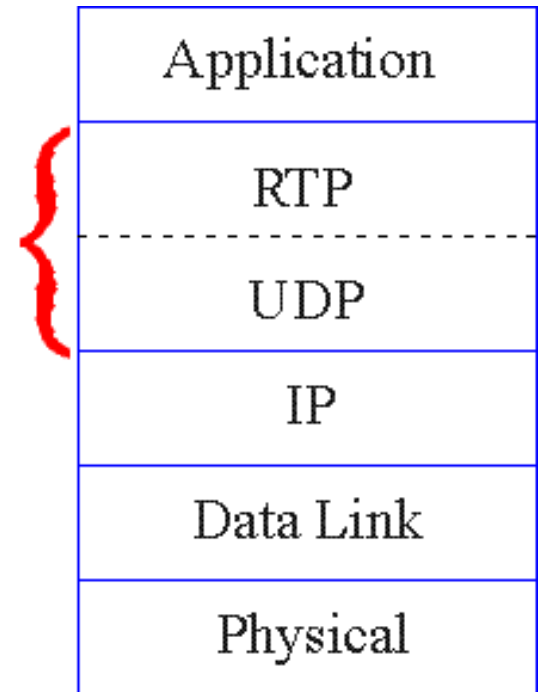 Application
RTP
UDP
IP
Data Link
Physical